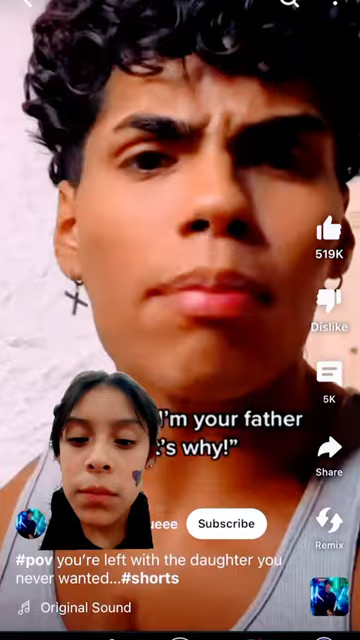 519K
Dislike
5K
I'm your father
's why!"
Share
ueee
Subscribe
Remix
#pov you're left with the daughter you
never wanted...#shorts
Original Sound